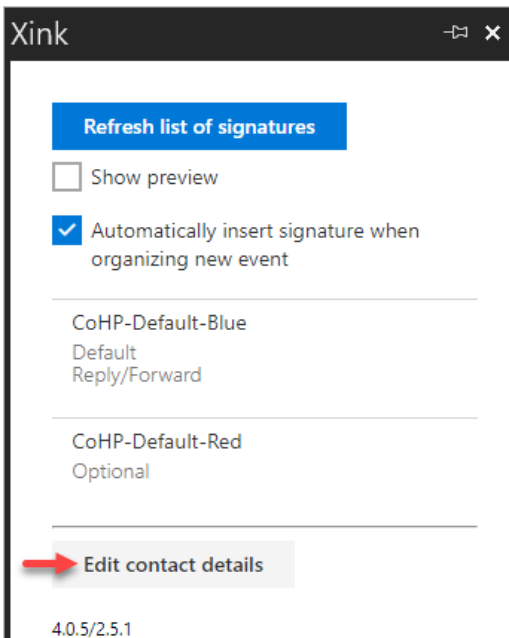 Xink
Refresh list of signatures
Show preview
Automatically insert signature when
organizing new event
CoHP-Default-Blue
Default
Reply/Forward
CoHP-Default-Red
Optional
Edit contact details
4.0.5/2.5.1